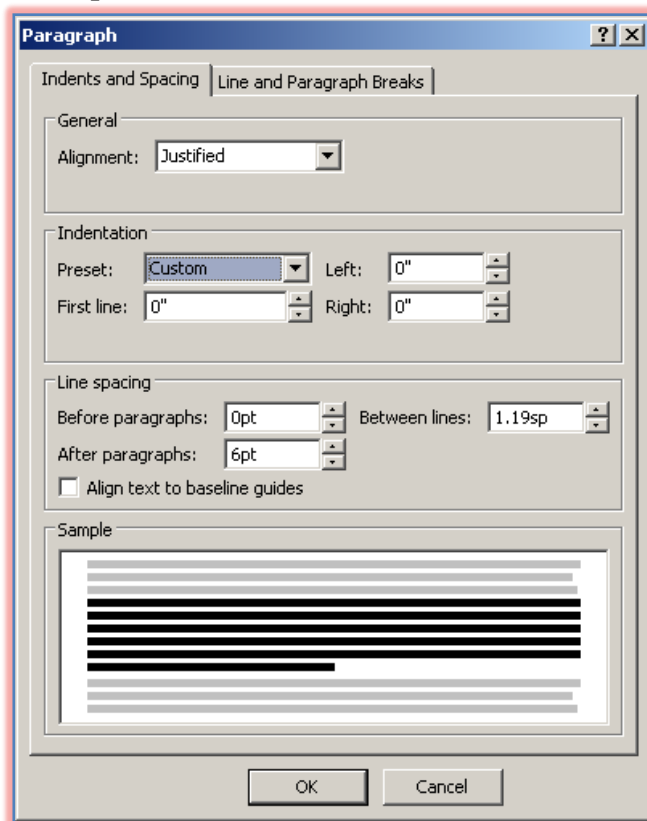 Paragraph
Indents and Spacing Line and Paragraph Breaks
General
Alignment: Justified
Indentation
Preset: Custom Left: 0"
First line: 0" Right: 0"
Line spacing
Before paragraphs: 0pt Between lines: 1.19sp
After paragraphs: 6pt
Align text to baseline guides
Sample
OK Cancel